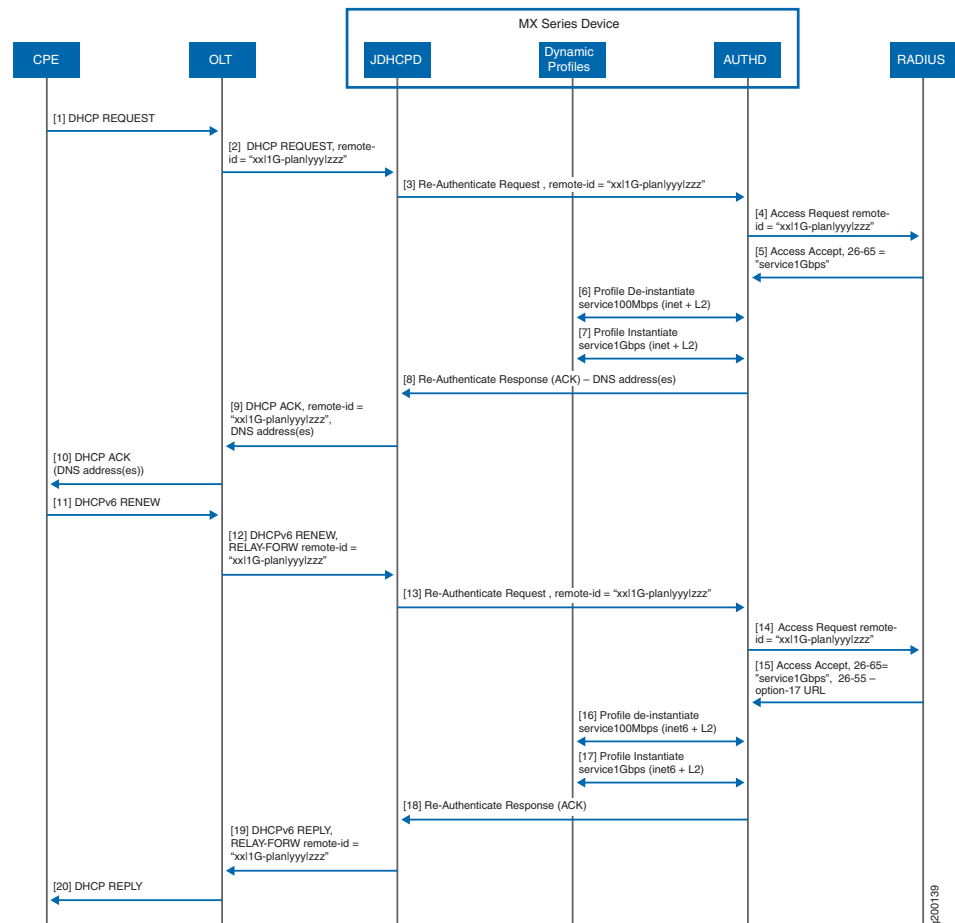 MX Series Device
CPE
OLT
JDHCPD
Dynamic
Profiles
AUTHD
RADIUS
[1] DHCP REQUEST
[2] DHCP REQUEST, remote-
id = “xx|1G-plan|yyy|zzz”
[3] Re-Authenticate Request , remote-id = “xx|1G-plan|yyy|zzz”
[4] Access Request remote-
id = “xx|1G-plan|yyy|zzz”
[5] Access Accept, 26-65 =
"service1Gbps”
[6] Profile De-instantiate
service100Mbps (inet + L2)
[7] Profile Instantiate
service1Gbps (inet + L2)
[8] Re-Authenticate Response (ACK) – DNS address(es)
[9] DHCP ACK, remote-id =
“xx|1G-plan|yyy|zzz”,
DNS address(es)
[10] DHCP ACK
(DNS address(es))
[11] DHCPv6 RENEW
[12] DHCPv6 RENEW,
RELAY-FORW remote-id =
“xx|1G-plan|yyy|zzz”
[13] Re-Authenticate Request , remote-id = “xx|1G-plan|yyy|zzz”
[14] Access Request remote-
id = “xx|1G-plan|yyy|zzz”
[15] Access Accept, 26-65=
"service1Gbps”, 26-55 –
option-17 URL
[16] Profile de-instantiate
service100Mbps (inet6 + L2)
[17] Profile Instantiate
service1Gbps (inet6 + L2)
[18] Re-Authenticate Response (ACK)
[19] DHCPv6 REPLY,
RELAY-FORW remote-id =
“xx|1G-plan|yyy|zzz”
[20] DHCP REPLY
g200139